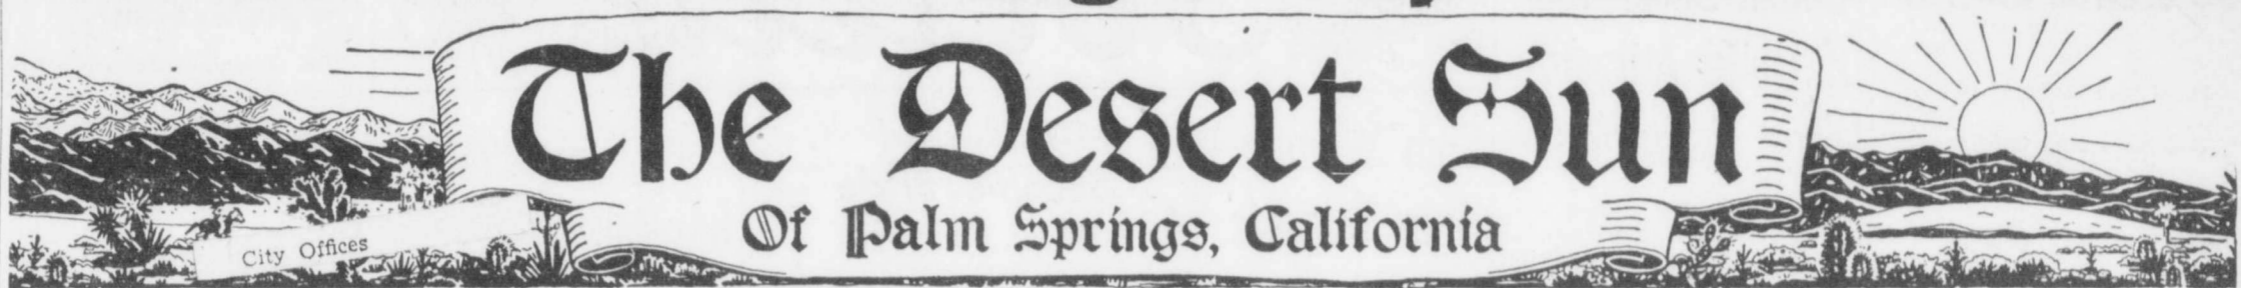 The Desert Sun
Of Palm Springs, California
City Offices